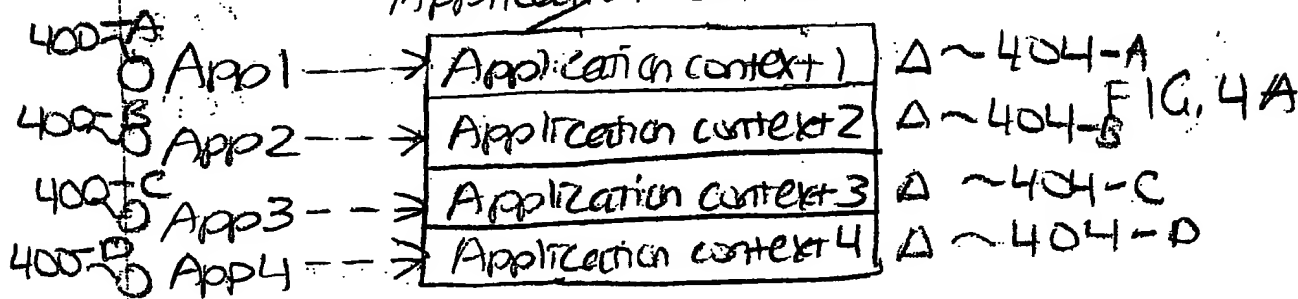 Application
400-A App1 Application context 1 Δ ~ 404-A
FIG. 4A
400-B App2 Application context 2 Δ ~ 404-B
400-C App3 Application context 3 Δ ~ 404-C
400-D App4 Application context 4 Δ ~ 404-D